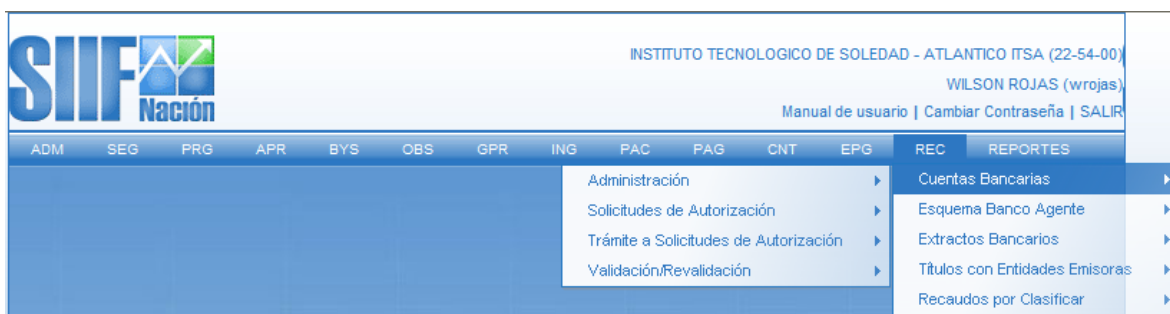 SIIF
Nación
INSTITUTO TECNOLOGICO DE SOLEDAD - ATLANTICO ITSA (22-54-00)
WILSON ROJAS (wrojas)
Manual de usuario | Cambiar Contraseña | SALIR
ADM SEG PRG APR BYS OBS GPR ING PAC PAG CNT EPG REC REPORTES
Administración
Solicitudes de Autorización
Trámite a Solicitudes de Autorización
Validación/Revalidación
Cuentas Bancarias
Esquema Banco Agente
Extractos Bancarios
Títulos con Entidades Emisoras
Recaudos por Clasificar